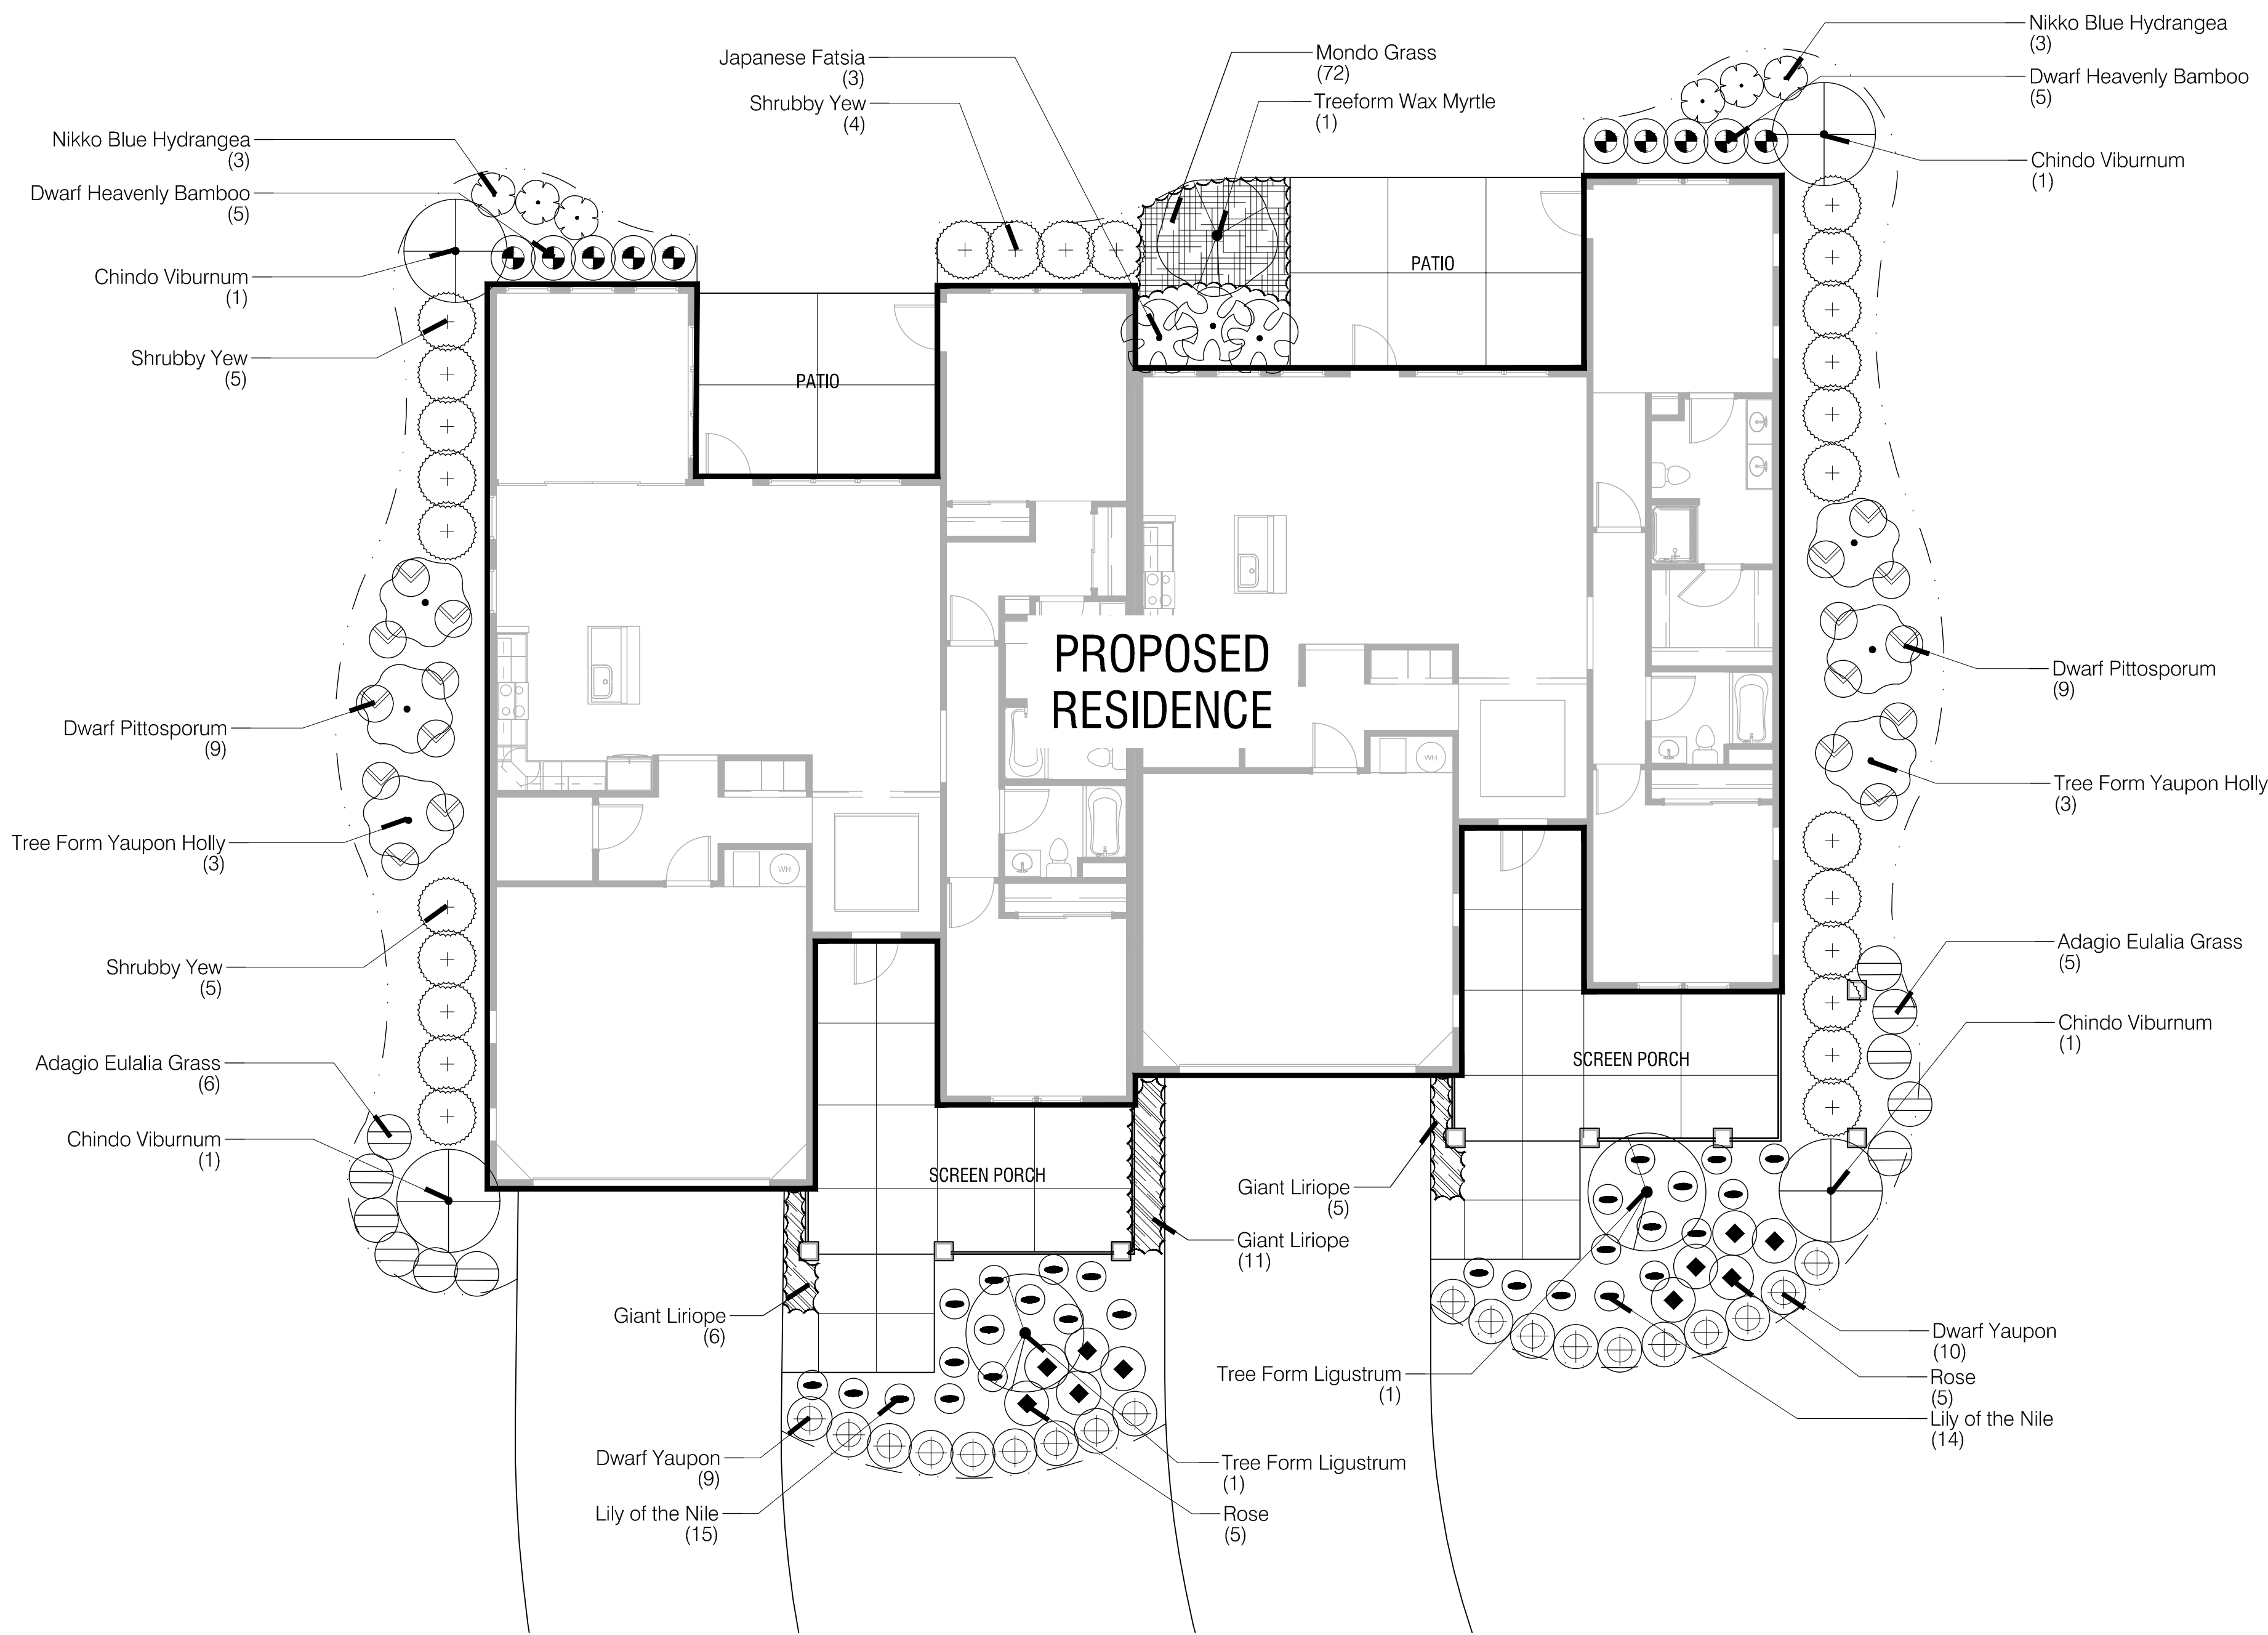 Nikko Blue Hydrangea
(3)
Dwarf Heavenly Bamboo
(5)
Chindo Viburnum
(1)
Japanese Fatsia
(3)
Shrubby Yew
(4)
Mondo Grass
(72)
Treeform Wax Myrtle
(1)
Nikko Blue Hydrangea
(3)
Dwarf Heavenly Bamboo
(5)
Chindo Viburnum
(1)
Shrubby Yew
(5)
PATIO
PATIO
PROPOSED
RESIDENCE
Dwarf Pittosporum
(9)
Dwarf Pittosporum
(9)
WH
Tree Form Yaupon Holly
(3)
Tree Form Yaupon Holly
(3)
WH
Shrubby Yew
(5)
Adagio Eulalia Grass
(5)
Chindo Viburnum
(1)
SCREEN PORCH
Adagio Eulalia Grass
(6)
Chindo Viburnum
(1)
SCREEN PORCH
Giant Liriope
(5)
Giant Liriope
(11)
Giant Liriope
(6)
Dwarf Yaupon
(10)
Rose
(5)
Lily of the Nile
(14)
Tree Form Ligustrum
(1)
Dwarf Yaupon
(9)
Lily of the Nile
(15)
Tree Form Ligustrum
(1)
Rose
(5)